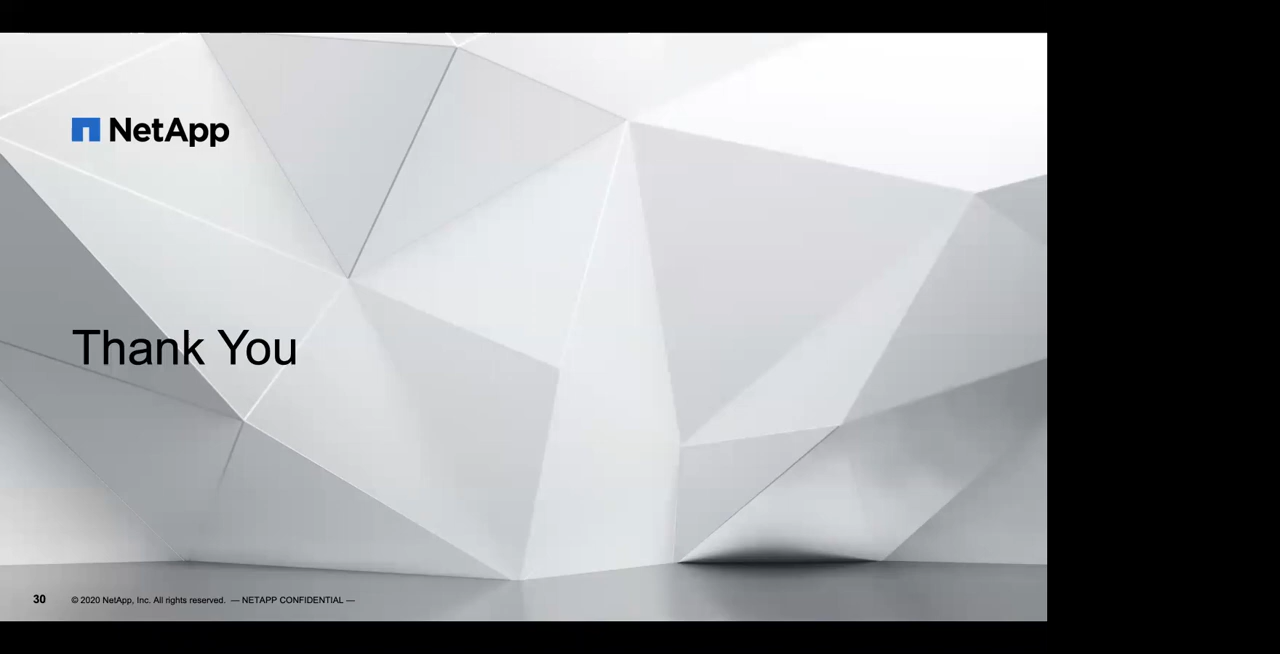 NetApp
Thank You
30 © 2020 NetApp, Inc. All rights reserved. — NETAPP CONFIDENTIAL —